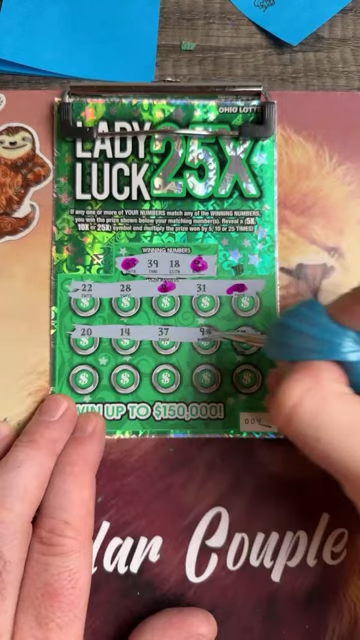 OHIO LOTT
LADY
LUCK 25X
If any one or more of YOUR NUMBERS match any of the WINNING NUMBERS,
you win the prize shown below your matching number(s). Reveal a (5X,
10X or 25X) symbol and multiply the prize won by 5, 10 or 25 TIMES!
WINNING NUMBERS
39 18
22 28 31
20 14 37
WIN UP TO $150,000!
lar Couple